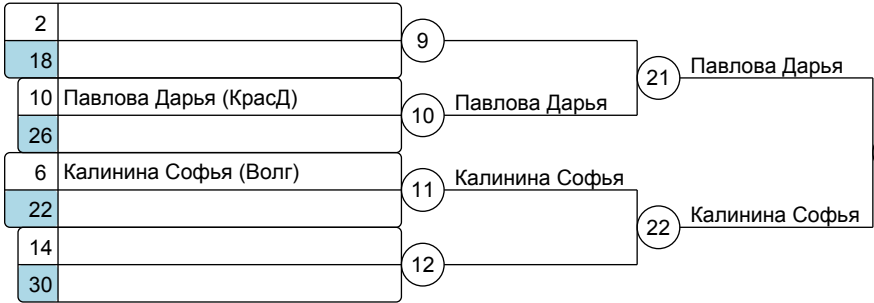 2
9
18
21 Павлова Дарья
10 Павлова Дарья (КрасД)
10 Павлова Дарья
26
6 Калинина Софья (Волг)
11 Калинина Софья
22
22 Калинина Софья
14
12
30